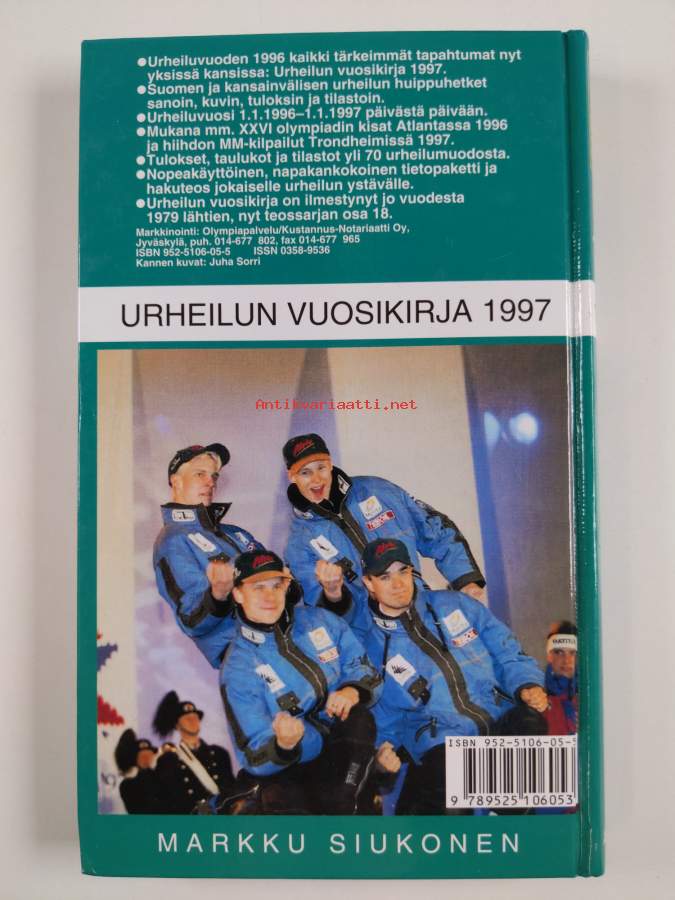 ●Urheiluvuoden 1996 kaikki tärkeimmät tapahtumat nyt
yksissä kansissa: Urheilun vuosikirja 1997.
●Suomen ja kansainvälisen urheilun huippuhetket
sanoin, kuvin, tuloksin ja tilastoin.
●Urheiluvuosi 1.1.1996–1.1.1997 päivästä päivään.
●Mukana mm. XXVI olympiadin kisat Atlantassa 1996
ja hiihdon MM-kilpailut Trondheimissä 1997.
●Tulokset, taulukot ja tilastot yli 70 urheilumuodosta.
●Nopeakäyttöinen, napakankokoinen tietopaketti ja
hakuteos jokaiselle urheilun ystävälle.
●Urheilun vuosikirja on ilmestynyt jo vuodesta
1979 lähtien, nyt teossarjan osa 18.
Markkinointi: Olympiapalvelu/Kustannus-Notariaatti Oy,
Jyväskylä, puh. 014-677 802, fax 014-677 965
ISBN 952-5106-05-5 ISSN 0358-9536
Kannen kuvat: Juha Sorri
URHEILUN VUOSIKIRJA 1997
Antikvariaatti.net
ISBN 952-5106-05-5
9 789525 106053
MARKKU SIUKONEN